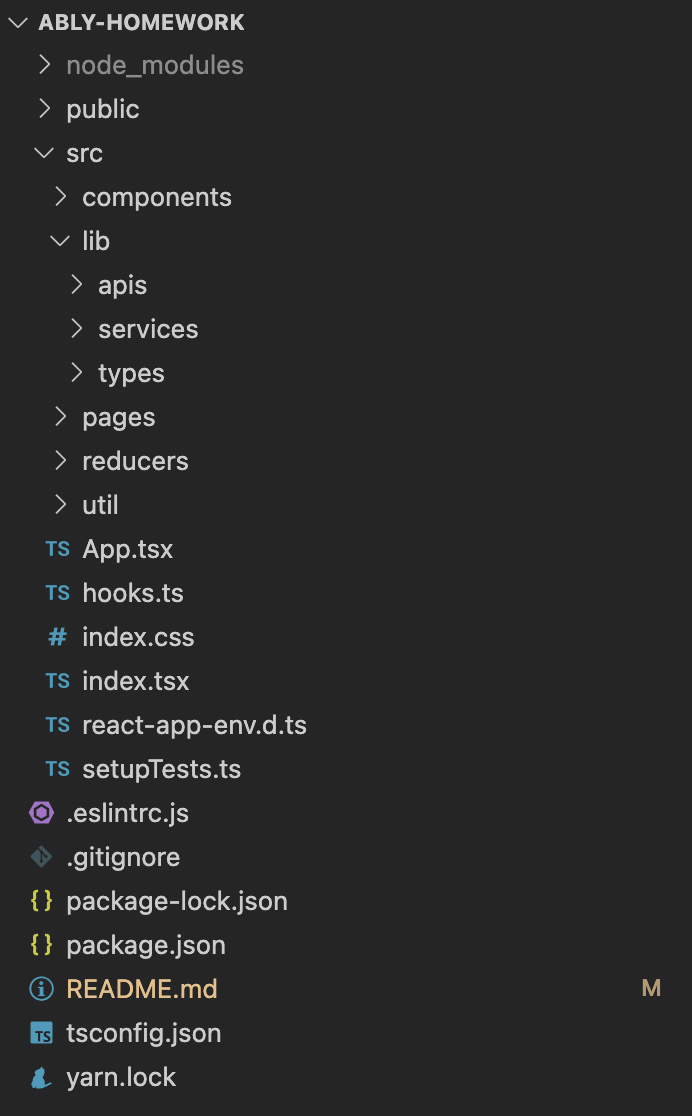 ABLY-HOMEWORK
node_modules
public
src
components
lib
apis
services
types
pages
reducers
util
TS App.tsx
TS hooks.ts
# index.css
TS index.tsx
TS react-app-env.d.ts
TS setupTests.ts
.eslintrc.js
.gitignore
{} package-lock.json
{} package.json
README.md M
TS tsconfig.json
yarn.lock